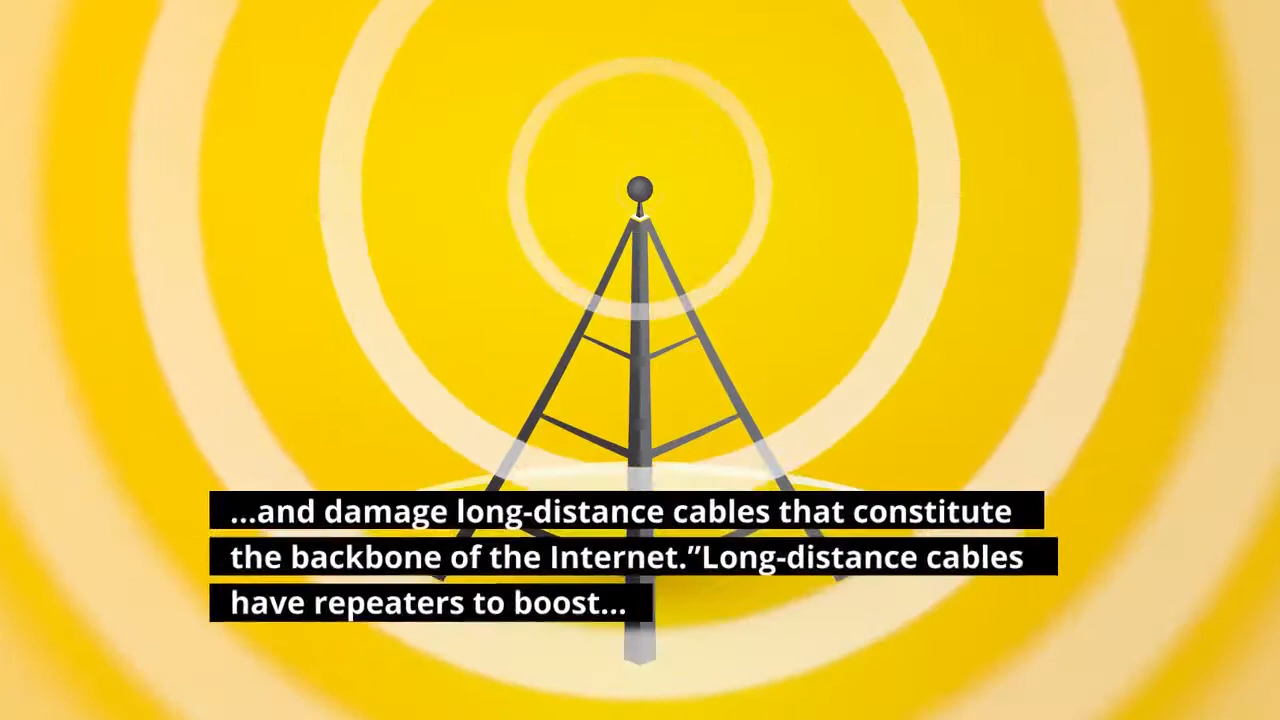 ...and damage long-distance cables that constitute
the backbone of the Internet.”Long-distance cables
have repeaters to boost...